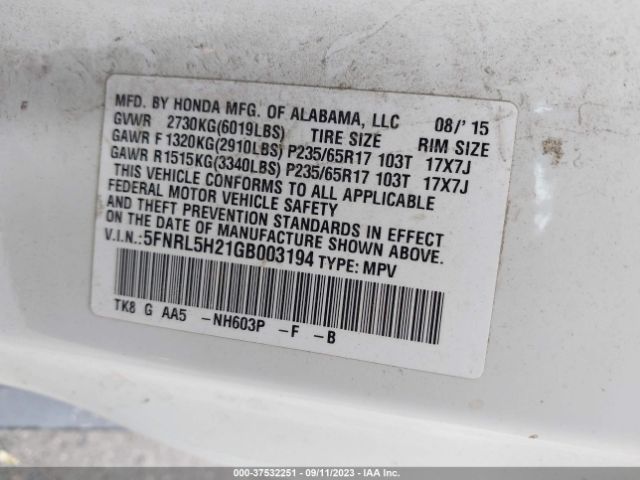 MFD. BY HONDA MFG. OF ALABAMA, LLC 08/' 15
GVWR 2730KG(6019LBS) TIRE SIZE RIM SIZE
GAWR F 1320KG(2910LBS) P235/65R17 103T 17X7J
GAWR R 1515KG(3340LBS) P235/65R17 103T 17X7J
THIS VEHICLE CONFORMS TO ALL APPLICABLE
FEDERAL MOTOR VEHICLE SAFETY
AND THEFT PREVENTION STANDARDS IN EFFECT
ON THE DATE OF MANUFACTURE SHOWN ABOVE.
V.I.N.:5FNRL5H21GB003194 TYPE: MPV
TK8 G AA5 -NH603P -F -B
000-37532251 - 09/11/2023 - IAA Inc.